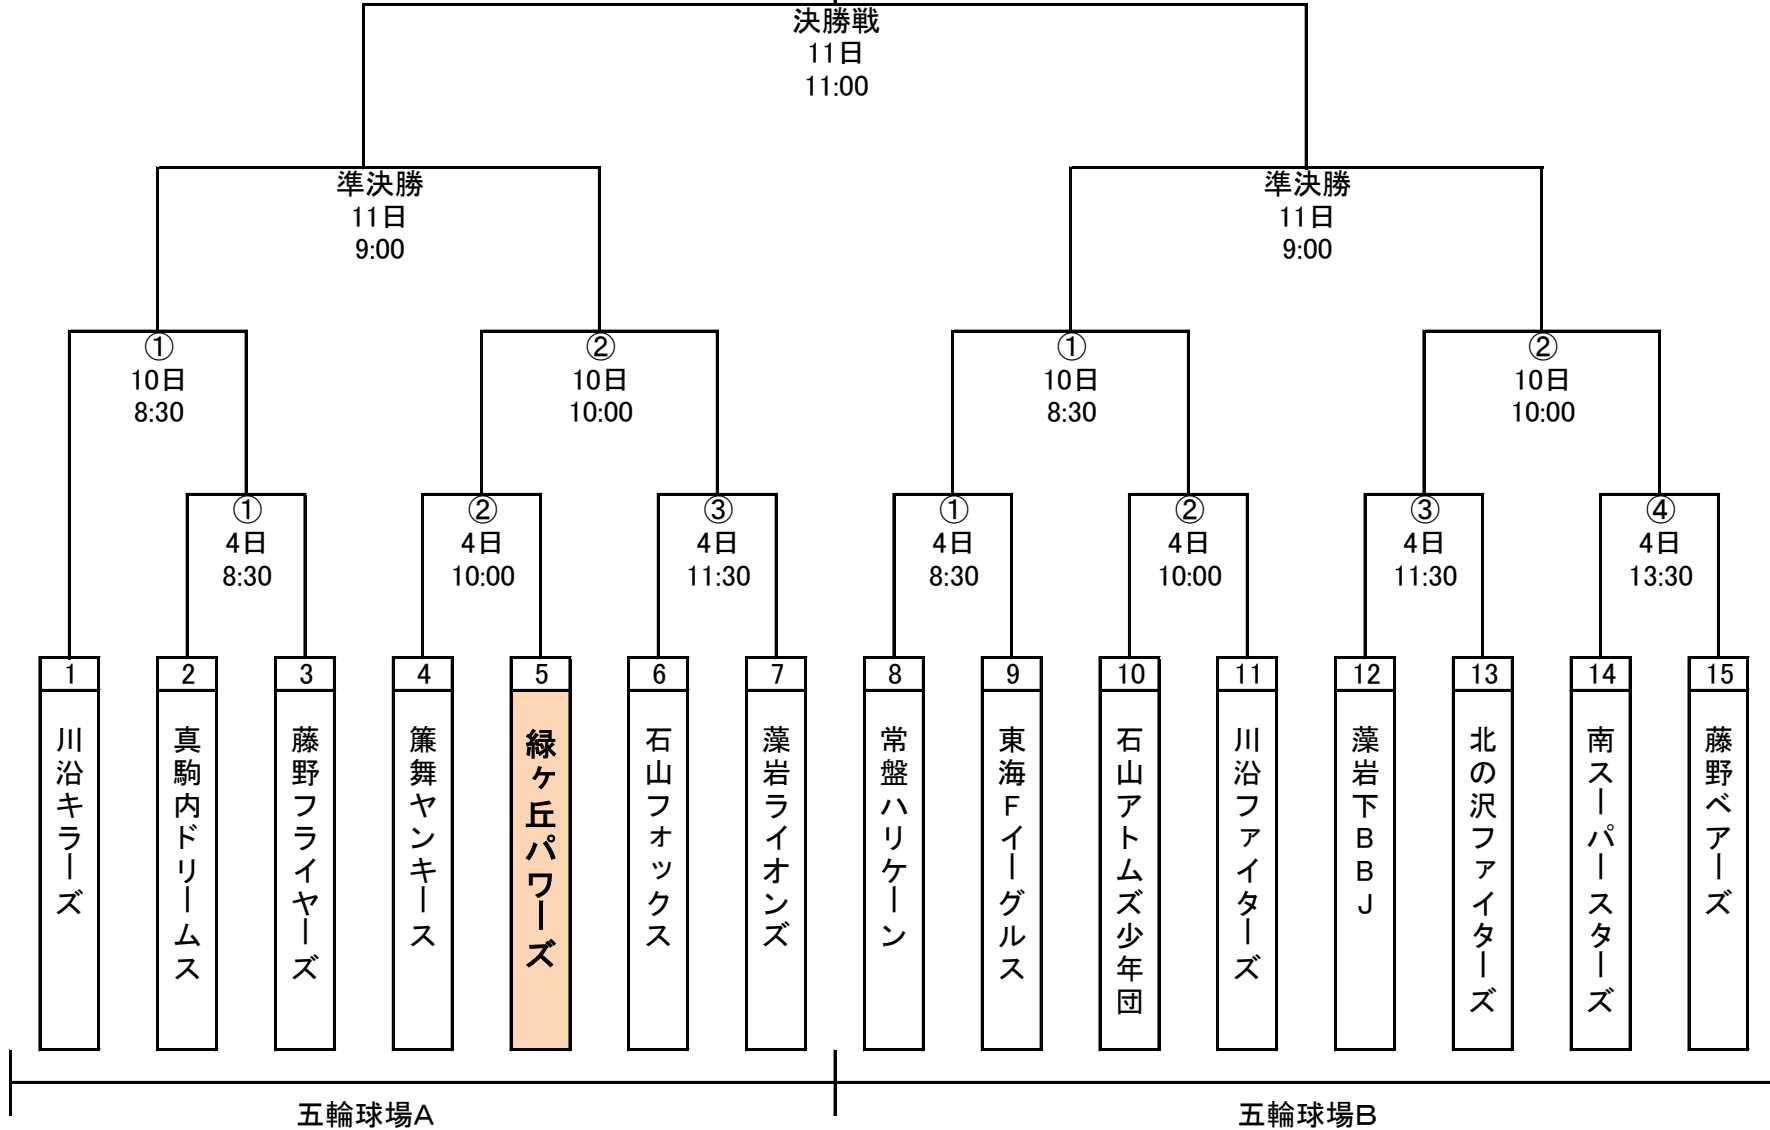 決勝戦
11日
11:00
準決勝
11日
9:00
準決勝
11日
9:00
①
10日
8:30
②
10日
10:00
①
10日
8:30
②
10日
10:00
①
4日
8:30
②
4日
10:00
③
4日
11:30
①
4日
8:30
②
4日
10:00
③
4日
11:30
④
4日
13:30
1
川沿キラーズ
2
真駒内ドリームス
3
藤野フライヤーズ
4
簾舞ヤンキース
5
緑ヶ丘パワーズ
6
石山フォックス
7
藻岩ライオンズ
8
常盤ハリケーン
9
東海Fイーグルス
10
石山アトムズ少年団
11
川沿ファイターズ
12
藻岩下BBJ
13
北の沢ファイターズ
14
南スーパースターズ
15
藤野ベアーズ
五輪球場A
五輪球場B